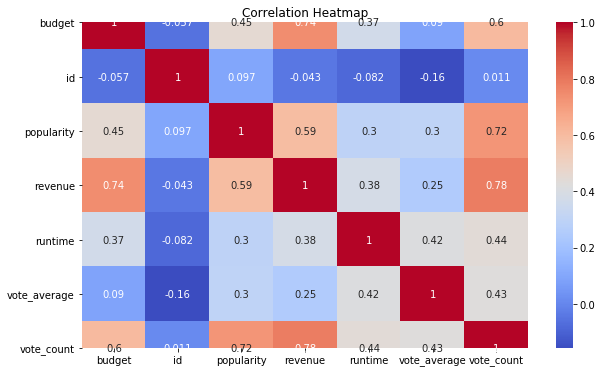 Correlation Heatmap
budget 1 -0.057 0.45 0.74 0.37 0.09 0.6
id -0.057 1 0.097 -0.043 -0.082 -0.16 0.011
popularity 0.45 0.097 1 0.59 0.3 0.3 0.72
revenue 0.74 -0.043 0.59 1 0.38 0.25 0.78
runtime 0.37 -0.082 0.3 0.38 1 0.42 0.44
vote_average 0.09 -0.16 0.3 0.25 0.42 1 0.43
vote_count 0.6 0.011 0.72 0.78 0.44 0.43 1
budget id popularity revenue runtime vote_average vote_count
1.0
0.8
0.6
0.4
0.2
0.0